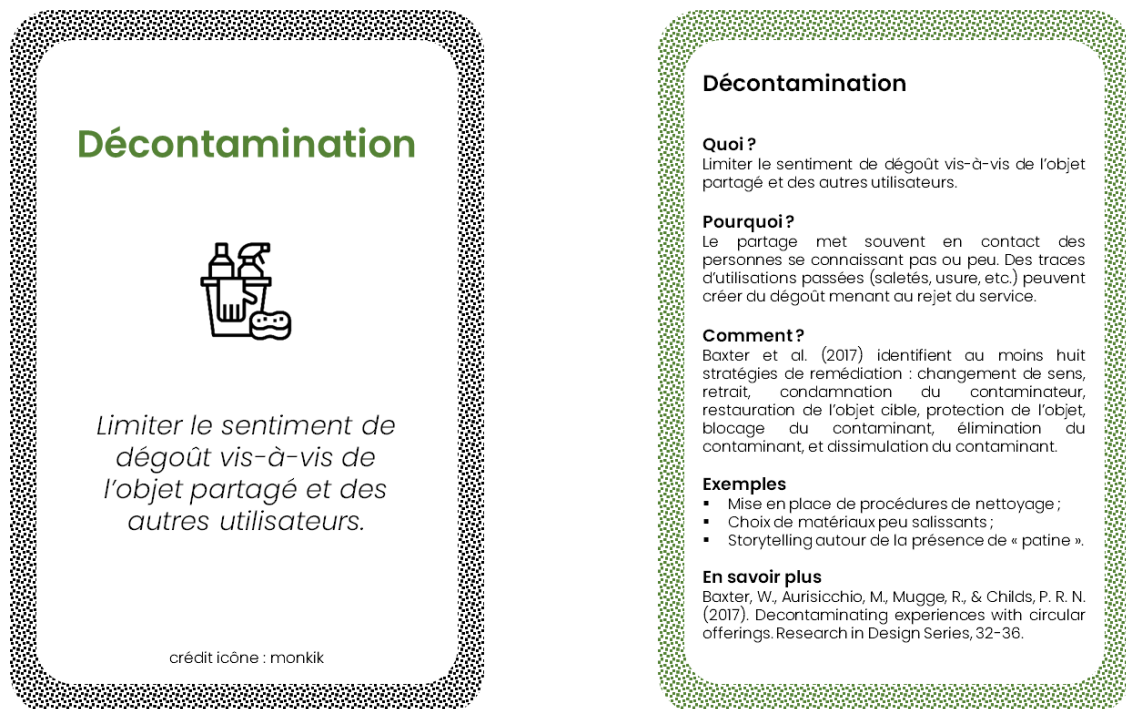 Décontamination
Limiter le sentiment de
dégoût vis-à-vis de
l'objet partagé et des
autres utilisateurs.
crédit icône : monkik
Décontamination
Quoi ?
Limiter le sentiment de dégoût vis-à-vis de l'objet
partagé et des autres utilisateurs.
Pourquoi ?
Le partage met souvent en contact des
personnes se connaissant pas ou peu. Des traces
d'utilisations passées (saletés, usure, etc.) peuvent
créer du dégoût menant au rejet du service.
Comment ?
Baxter et al. (2017) identifient au moins huit
stratégies de remédiation : changement de sens,
retrait, condamnation du contaminateur,
restauration de l'objet cible, protection de l'objet,
blocage du contaminant, élimination du
contaminant, et dissimulation du contaminant.
Exemples
▪ Mise en place de procédures de nettoyage ;
▪ Choix de matériaux peu salissants ;
▪ Storytelling autour de la présence de « patine ».
En savoir plus
Baxter, W., Aurisicchio, M., Mugge, R., & Childs, P. R. N.
(2017). Decontaminating experiences with circular
offerings. Research in Design Series, 32-36.